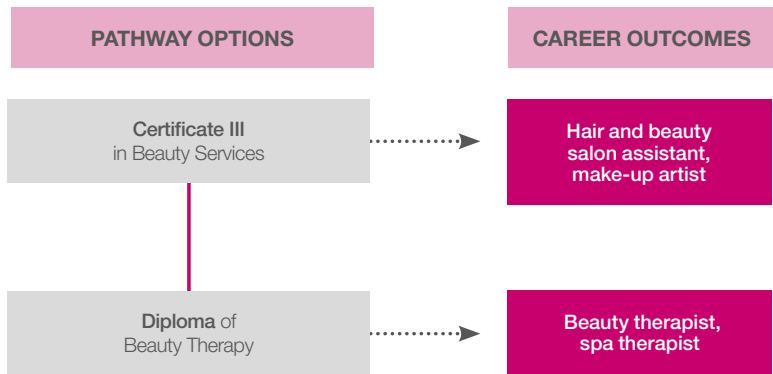 PATHWAY OPTIONS
CAREER OUTCOMES
Certificate III
in Beauty Services
Hair and beauty
salon assistant,
make-up artist
Diploma of
Beauty Therapy
Beauty therapist,
spa therapist